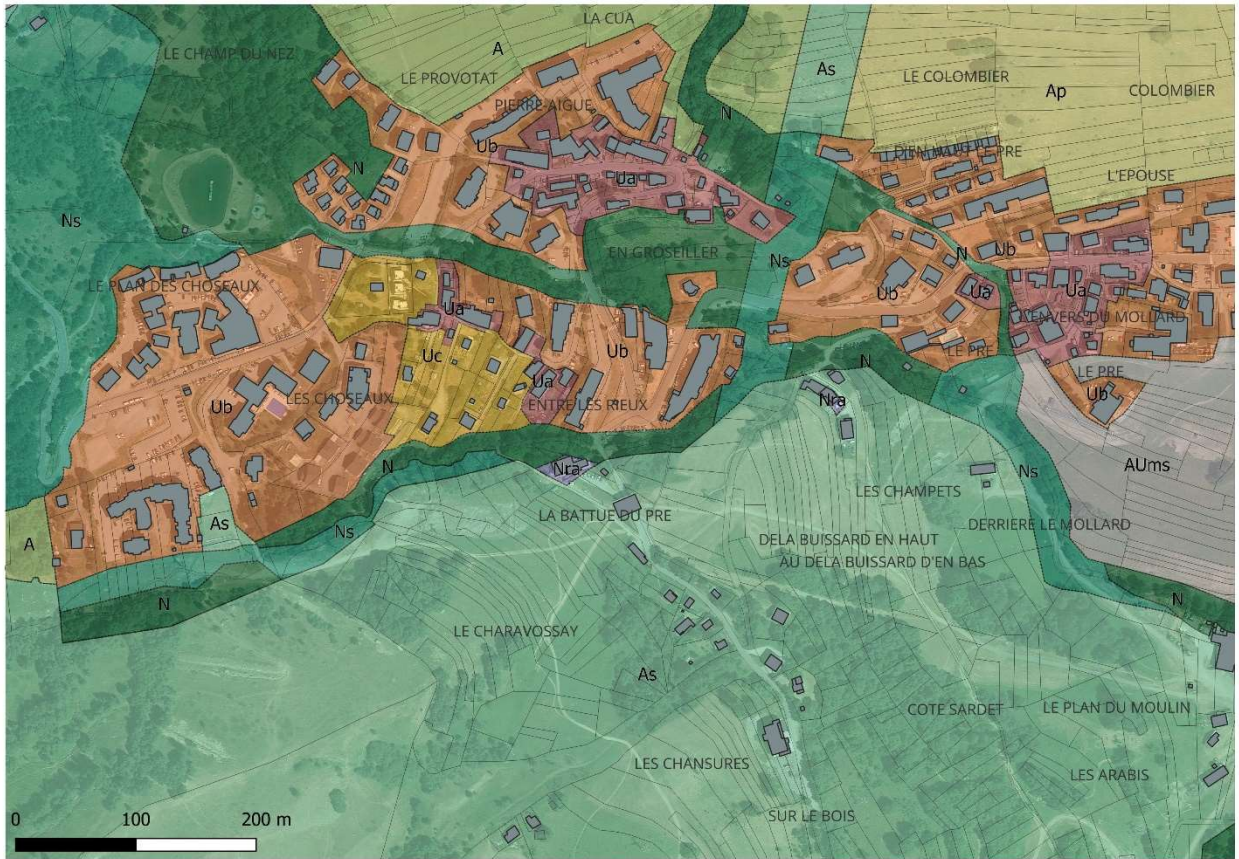 LA CUA
LE CHAMP DU NEZ
A
As
LE PROVOTAT
LE COLOMBIER
Ap
COLOMBIER
PIERRE-AIGUE
N
Ub
D'EN HAUT LE PRE
N
Ua
L'EPOUSE
Ns
EN GROSEILLER
Ns
N
Ub
LE PLAN DES CHOSEAUX
Ub
Ua
Ua
Ua
L'ENVERS DU MOLLARD
Uc
Ub
LE PRE
N
LE PRE
Ua
Ub
Ub
LES CHOSEAUX
ENTRE LES RIEUX
Nra
N
Nra
Ns
AUms
LES CHAMPETS
As
Ns
LA BATTUE DU PRE
DERRIERE LE MOLLARD
A
DELA BUISSARD EN HAUT
AU DELA BUISSARD D'EN BAS
N
N
LE CHARAVOSSAY
As
COTE SARDET
LE PLAN DU MOULIN
LES CHANSURES
LES ARABIS
SUR LE BOIS
0 100 200 m